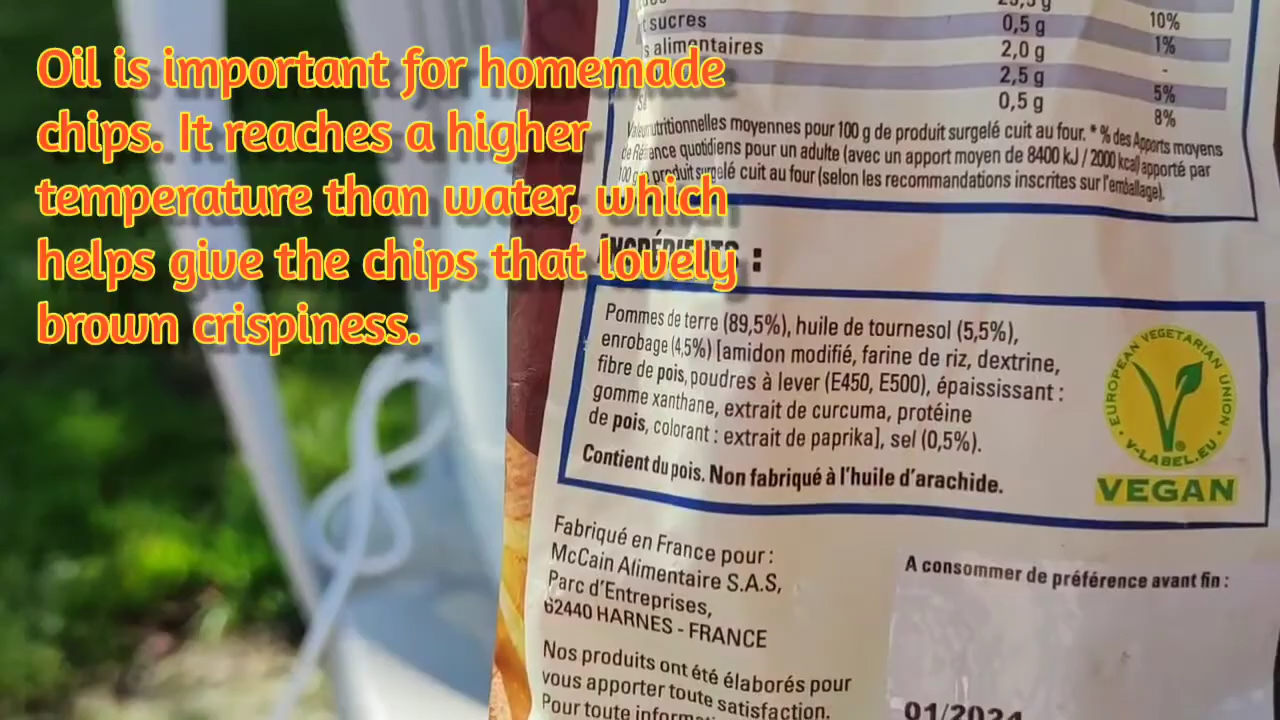 Oil is important for homemade
chips. It reaches a higher
temperature than water, which
helps give the chips that lovely
brown crispiness.
sucres 0,5 g 10%
alimentaires 2,0 g 1%
2,5 g -
0,5 g 5%
8%
nutritionnelles moyennes pour 100 g de produit surgelé cuit au four. * % des Apports moyens
de Référence quotidiens pour un adulte (avec un apport moyen de 8400 kJ / 2000 kcal) apporté par
100 g de produit surgelé cuit au four (selon les recommandations inscrites sur l'emballage).
INGRÉDIENTS :
Pommes de terre (89,5%), huile de tournesol (5,5%),
enrobage (4,5%) [amidon modifié, farine de riz, dextrine,
fibre de pois, poudres à lever (E450, E500), épaississant :
gomme xanthane, extrait de curcuma, protéine
de pois, colorant : extrait de paprika], sel (0,5%).
Contient du pois. Non fabriqué à l'huile d'arachide.
EUROPEAN VEGETARIAN UNION
V-LABEL.EU
VEGAN
Fabriqué en France pour :
McCain Alimentaire S.A.S,
Parc d'Entreprises,
62440 HARNES - FRANCE
A consommer de préférence avant fin :
01/2024
Nos produits ont été élaborés pour
vous apporter toute satisfaction.
Pour toute